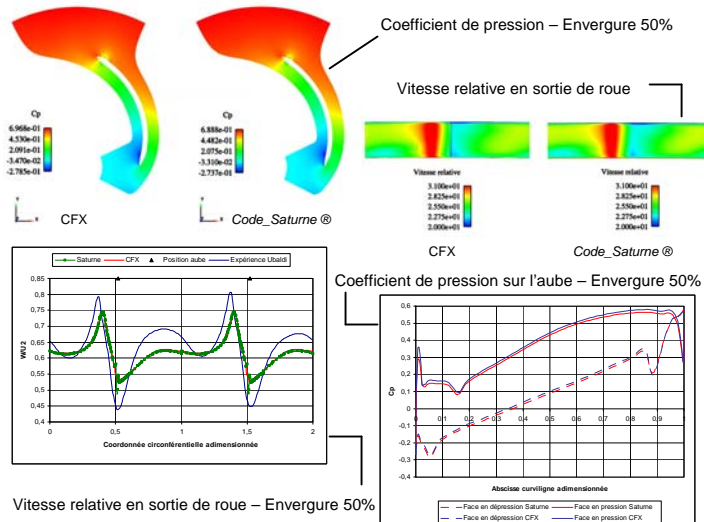 Coefficient de pression – Envergure 50%
Cp
6.968e-01
4.530e-01
2.091e-01
-3.470e-02
-2.785e-01
CFX
Cp
6.888e-01
4.482e-01
2.075e-01
-3.310e-02
-2.737e-01
Code_Saturne ®
Vitesse relative en sortie de roue
Vitesse relative
3.100e+01
2.825e+01
2.550e+01
2.275e+01
2.000e+01
CFX
Vitesse relative
3.100e+01
2.825e+01
2.550e+01
2.275e+01
2.000e+01
Code_Saturne ®
Saturne CFX Position aube Expérience Ubaldi
W/U2
0,85
0,8
0,75
0,7
0,65
0,6
0,55
0,5
0,45
0,4
0 0,5 1 1,5 2
Coordonnée circonférentielle adimensionnée
Vitesse relative en sortie de roue – Envergure 50%
Coefficient de pression sur l'aube – Envergure 50%
Cp
0,6
0,5
0,4
0,3
0,2
0,1
0
-0,1
-0,2
-0,3
-0,4
0 0,1 0,2 0,3 0,4 0,5 0,6 0,7 0,8 0,9 1
Abscisse curviligne adimensionnée
Face en dépression Saturne Face en pression Saturne
Face en dépression CFX Face en pression CFX